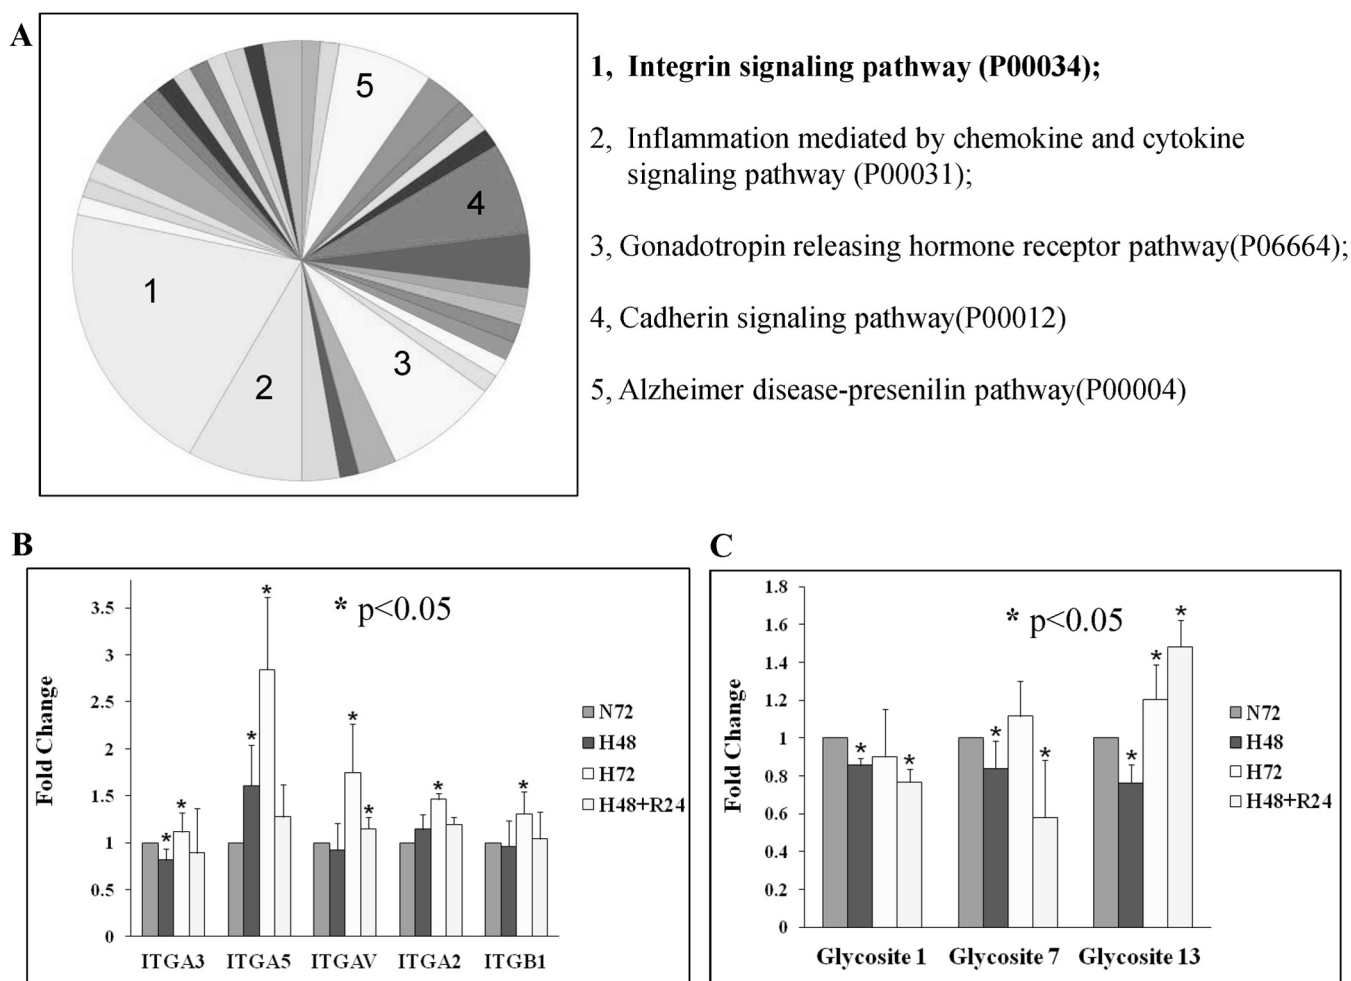 A
5
4
1
3
2
1, Integrin signaling pathway (P00034);
2, Inflammation mediated by chemokine and cytokine
signaling pathway (P00031);
3, Gonadotropin releasing hormone receptor pathway(P06664);
4, Cadherin signaling pathway(P00012)
5, Alzheimer disease-presenilin pathway(P00004)
B
Fold Change
3.5
3
2.5
2
1.5
1
0.5
0
* p<0.05
* * * * * * * *
ITGA3 ITGA5 ITGAV ITGA2 ITGB1
N72
H48
H72
H48+R24
C
Fold Change
1.8
1.6
1.4
1.2
1
0.8
0.6
0.4
0.2
0
* p<0.05
* * * * * * *
Glycosite 1 Glycosite 7 Glycosite 13
N72
H48
H72
H48+R24